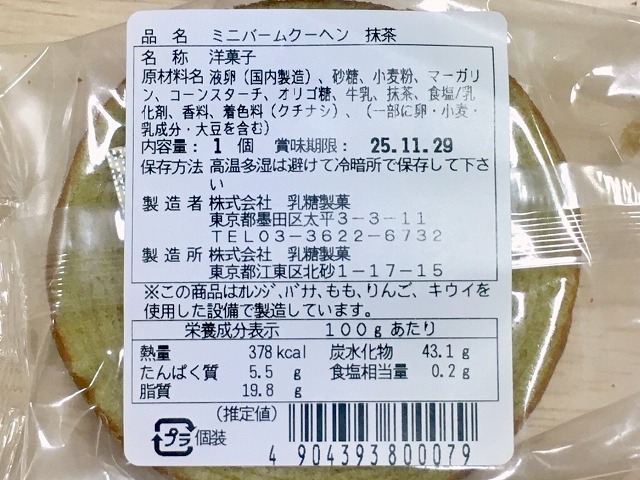 品 名 ミニバームクーヘン 抹茶
名 称 洋菓子
原材料名 液卵（国内製造）、砂糖、小麦粉、マーガリ
ン、コーンスターチ、オリゴ糖、牛乳、抹茶、食塩/乳
化剤、香料、着色料（クチナシ）、（一部に卵・小麦・
乳成分・大豆を含む）
内容量：1 個 賞味期限： 25.11.29
保存方法 高温多湿は避けて冷暗所で保存して下さ
い
製 造 者 株式会社 乳糖製菓
東京都墨田区太平３－３－１１
ＴＥＬ０３－３６２２－６７３２
製 造 所 株式会社 乳糖製菓
東京都江東区北砂１－１７－１５
※この商品はオレンジ、バナナ、もも、りんご、キウイを
使用した設備で製造しています。
栄養成分表示 １００ｇあたり
熱量 378 kcal 炭水化物 43.1 g
たんぱく質 5.5 g 食塩相当量 0.2 g
脂質 19.8 g
（推定値）
プラ 個装
4 904393 800079